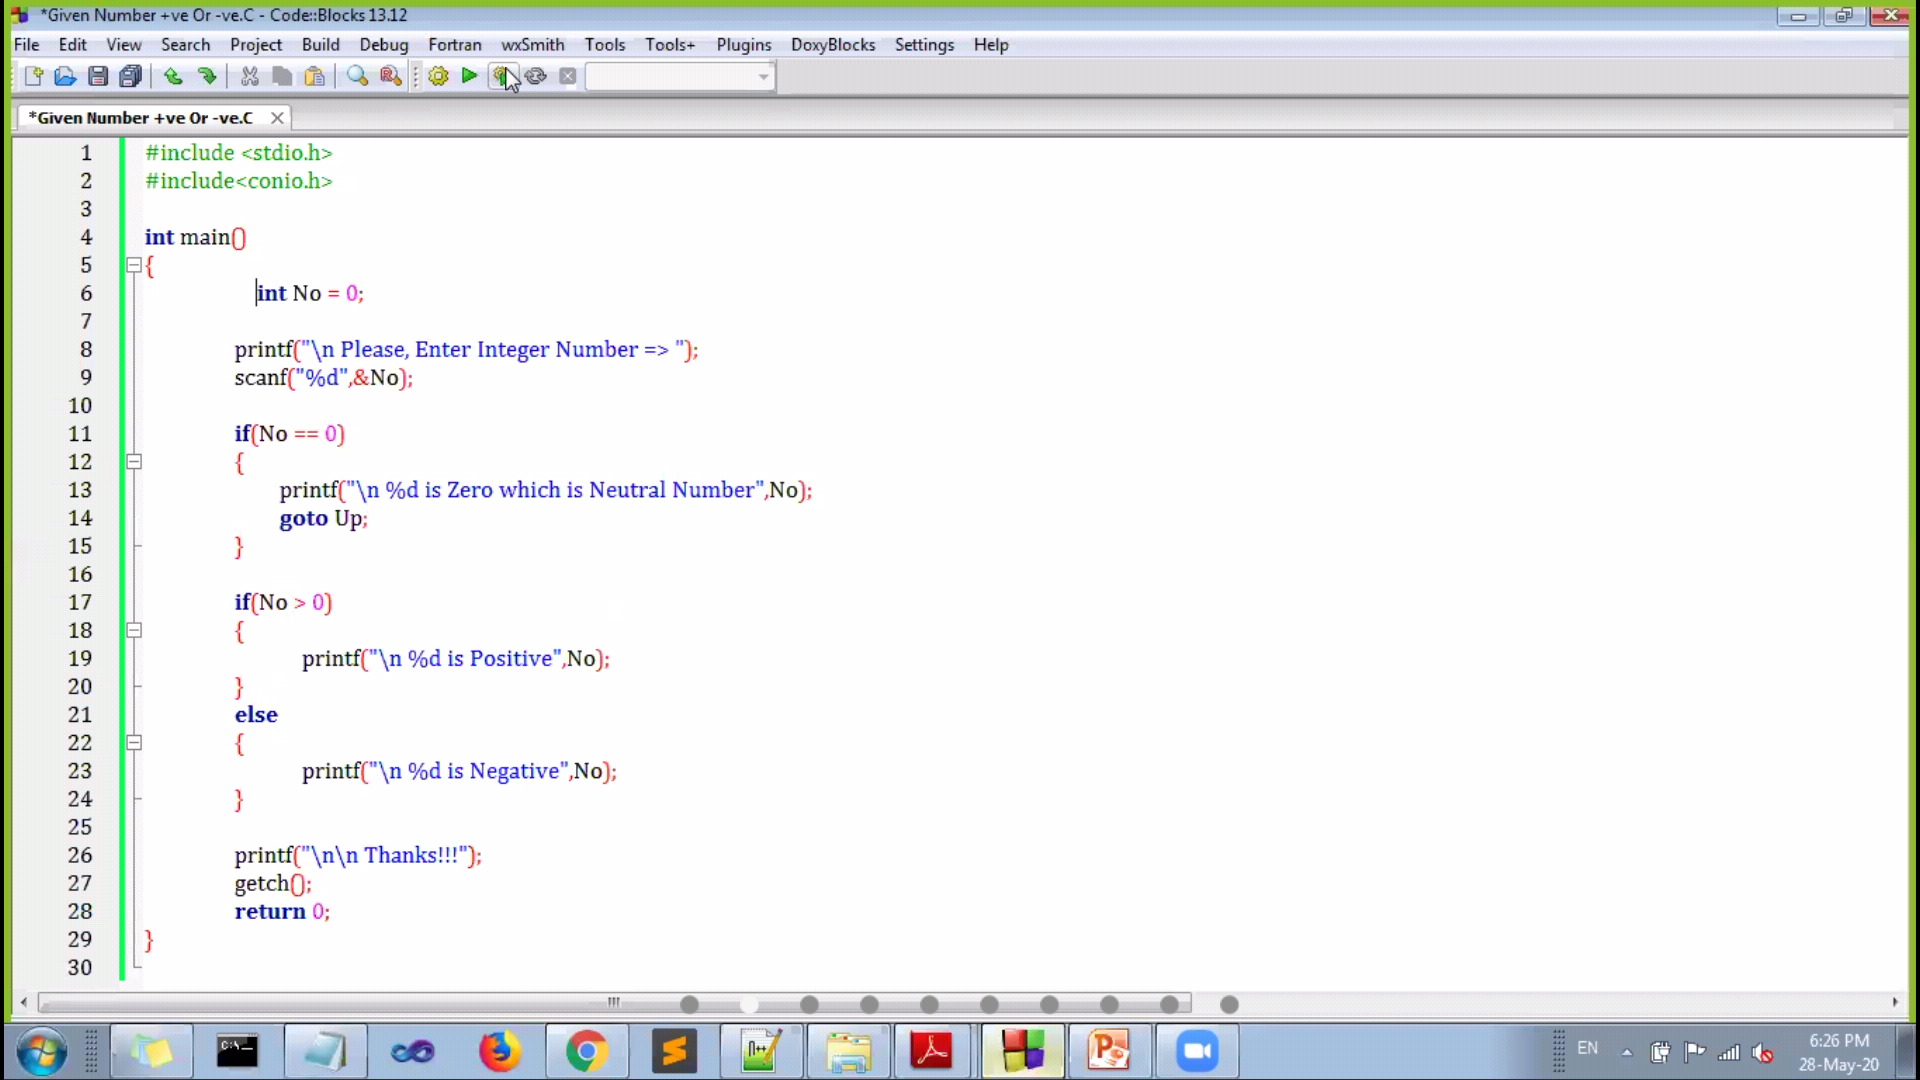 *Given Number +ve Or -ve.C - Code::Blocks 13.12
File Edit View Search Project Build Debug Fortran wxSmith Tools Tools+ Plugins DoxyBlocks Settings Help
*Given Number +ve Or -ve.C
1 #include <stdio.h>
2 #include<conio.h>
3
4 int main()
5 {
6 int No = 0;
7
8 printf("\n Please, Enter Integer Number => ");
9 scanf("%d",&No);
10
11 if(No == 0)
12 {
13 printf("\n %d is Zero which is Neutral Number",No);
14 goto Up;
15 }
16
17 if(No > 0)
18 {
19 printf("\n %d is Positive",No);
20 }
21 else
22 {
23 printf("\n %d is Negative",No);
24 }
25
26 printf("\n\n Thanks!!!");
27 getch();
28 return 0;
29 }
30
EN
6:26 PM
28-May-20